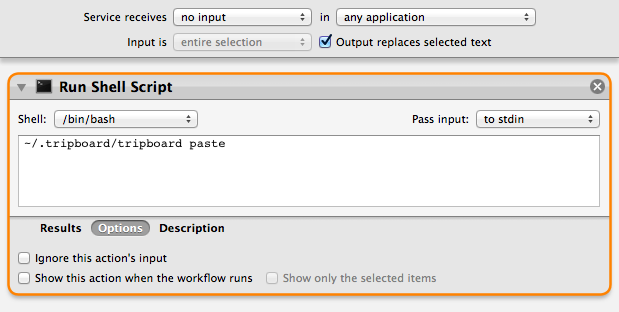 Service receives no input in any application
Input is entire selection Output replaces selected text
Run Shell Script
Shell: /bin/bash Pass input: to stdin
~/.tripboard/tripboard paste
Results Options Description
Ignore this action's input
Show this action when the workflow runs Show only the selected items